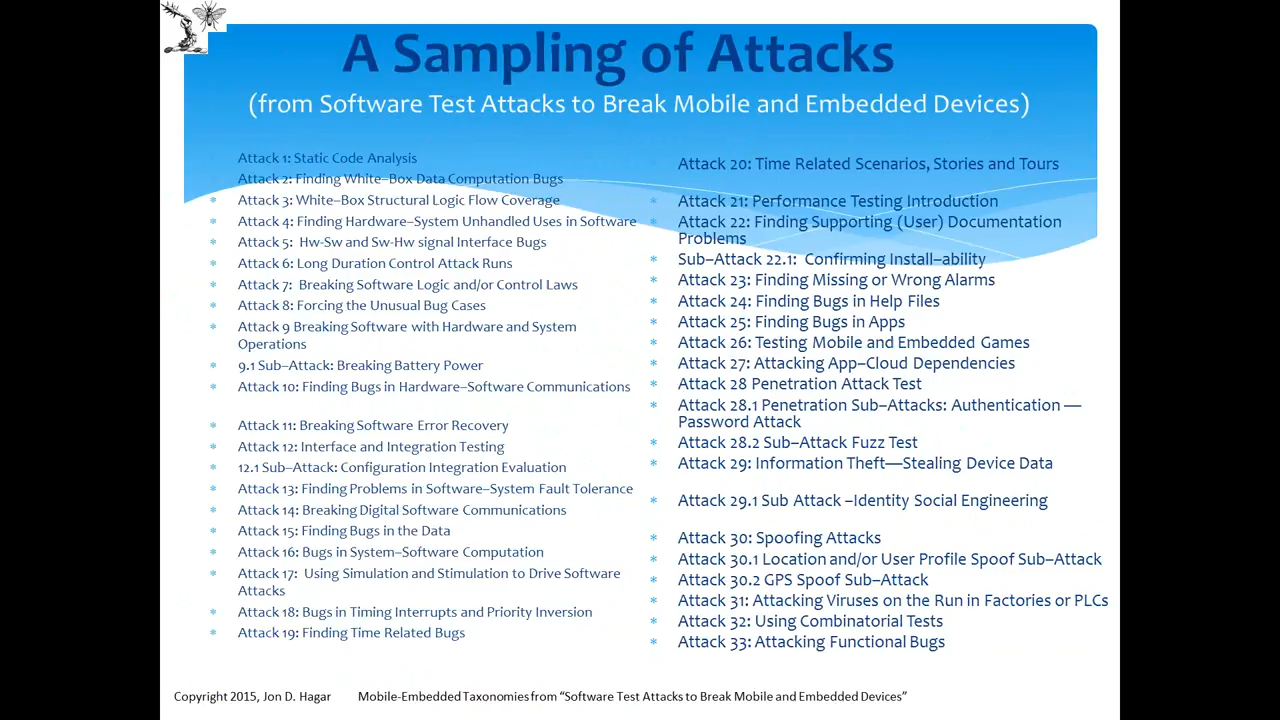 A Sampling of Attacks
(from Software Test Attacks to Break Mobile and Embedded Devices)
Attack 1: Static Code Analysis
Attack 2: Finding White–Box Data Computation Bugs
Attack 3: White–Box Structural Logic Flow Coverage
Attack 4: Finding Hardware–System Unhandled Uses in Software
Attack 5: Hw-Sw and Sw-Hw signal Interface Bugs
Attack 6: Long Duration Control Attack Runs
Attack 7: Breaking Software Logic and/or Control Laws
Attack 8: Forcing the Unusual Bug Cases
Attack 9 Breaking Software with Hardware and System
Operations
9.1 Sub–Attack: Breaking Battery Power
Attack 10: Finding Bugs in Hardware–Software Communications
Attack 11: Breaking Software Error Recovery
Attack 12: Interface and Integration Testing
12.1 Sub–Attack: Configuration Integration Evaluation
Attack 13: Finding Problems in Software–System Fault Tolerance
Attack 14: Breaking Digital Software Communications
Attack 15: Finding Bugs in the Data
Attack 16: Bugs in System–Software Computation
Attack 17: Using Simulation and Stimulation to Drive Software
Attacks
Attack 18: Bugs in Timing Interrupts and Priority Inversion
Attack 19: Finding Time Related Bugs
Attack 20: Time Related Scenarios, Stories and Tours
Attack 21: Performance Testing Introduction
Attack 22: Finding Supporting (User) Documentation
Problems
Sub–Attack 22.1: Confirming Install–ability
Attack 23: Finding Missing or Wrong Alarms
Attack 24: Finding Bugs in Help Files
Attack 25: Finding Bugs in Apps
Attack 26: Testing Mobile and Embedded Games
Attack 27: Attacking App–Cloud Dependencies
Attack 28 Penetration Attack Test
Attack 28.1 Penetration Sub–Attacks: Authentication —
Password Attack
Attack 28.2 Sub–Attack Fuzz Test
Attack 29: Information Theft—Stealing Device Data
Attack 29.1 Sub Attack –Identity Social Engineering
Attack 30: Spoofing Attacks
Attack 30.1 Location and/or User Profile Spoof Sub–Attack
Attack 30.2 GPS Spoof Sub–Attack
Attack 31: Attacking Viruses on the Run in Factories or PLCs
Attack 32: Using Combinatorial Tests
Attack 33: Attacking Functional Bugs
Copyright 2015, Jon D. Hagar
Mobile-Embedded Taxonomies from “Software Test Attacks to Break Mobile and Embedded Devices”